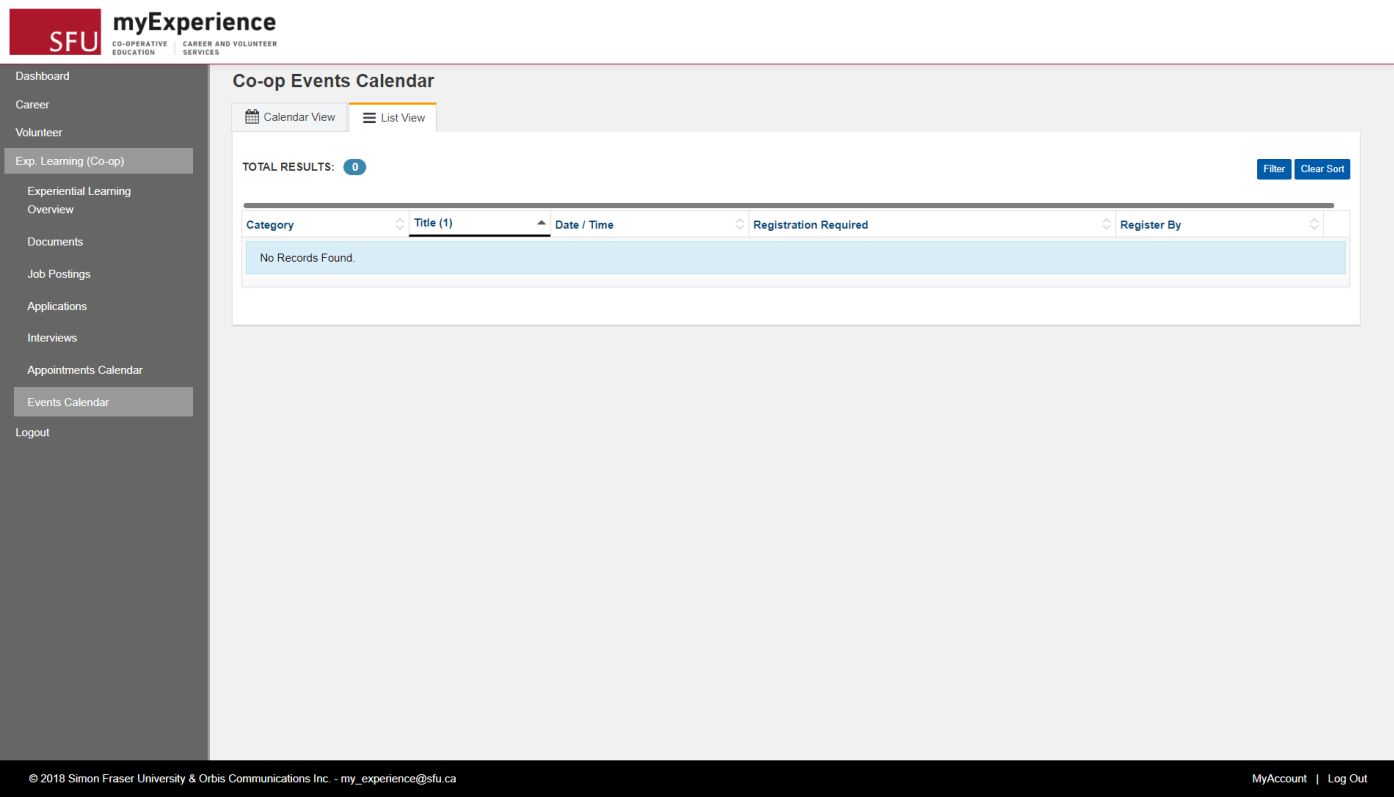 SFU
myExperience
CO-OPERATIVE EDUCATION | CAREER AND VOLUNTEER SERVICES
Dashboard
Career
Volunteer
Exp. Learning (Co-op)
Experiential Learning
Overview
Documents
Job Postings
Applications
Interviews
Appointments Calendar
Events Calendar
Logout
Co-op Events Calendar
Calendar View
List View
TOTAL RESULTS: 0
Filter
Clear Sort
Category
Title (1)
Date / Time
Registration Required
Register By
No Records Found.
© 2018 Simon Fraser University & Orbis Communications Inc. - my_experience@sfu.ca
MyAccount | Log Out